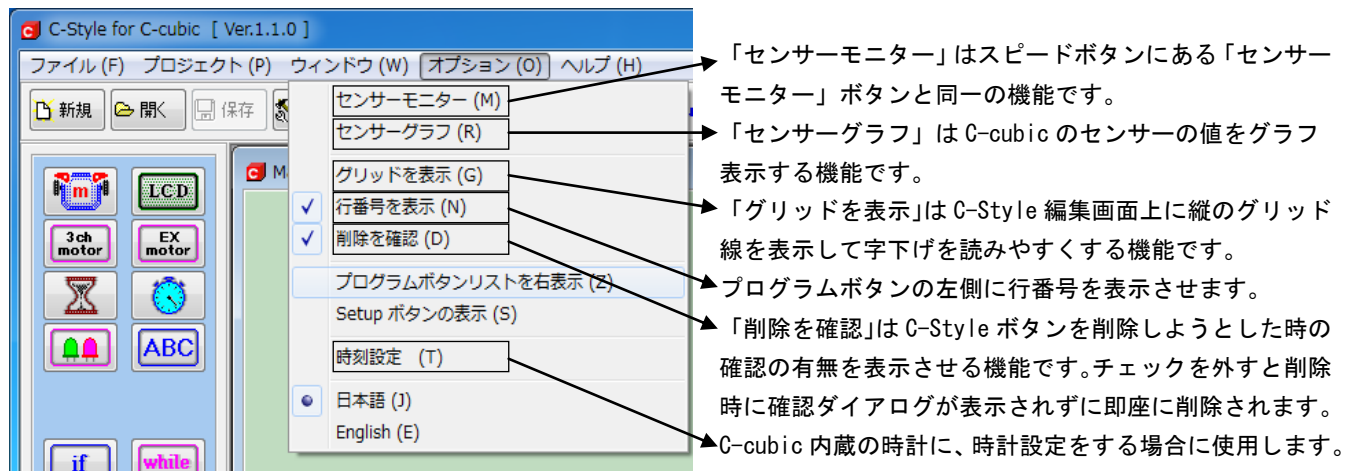 C-Style for C-cubic [ Ver.1.1.0 ]
ファイル (F) プロジェクト (P) ウィンドウ (W) オプション (O) ヘルプ (H)
新規 開く 保存
センサーモニター (M)
センサーグラフ (R)
グリッドを表示 (G)
行番号を表示 (N)
削除を確認 (D)
プログラムボタンリストを右表示 (Z)
Setup ボタンの表示 (S)
時刻設定 (T)
日本語 (J)
English (E)
m LCD
3ch motor EX motor
ABC
if while
「センサーモニター」はスピードボタンにある「センサー
モニター」ボタンと同一の機能です。
「センサーグラフ」は C-cubic のセンサーの値をグラフ
表示する機能です。
「グリッドを表示」は C-Style 編集画面上に縦のグリッド
線を表示して字下げを読みやすくする機能です。
プログラムボタンの左側に行番号を表示させます。
「削除を確認」は C-Style ボタンを削除しようとした時の
確認の有無を表示させる機能です。チェックを外すと削除
時に確認ダイアログが表示されずに即座に削除されます。
C-cubic 内蔵の時計に、時計設定をする場合に使用します。